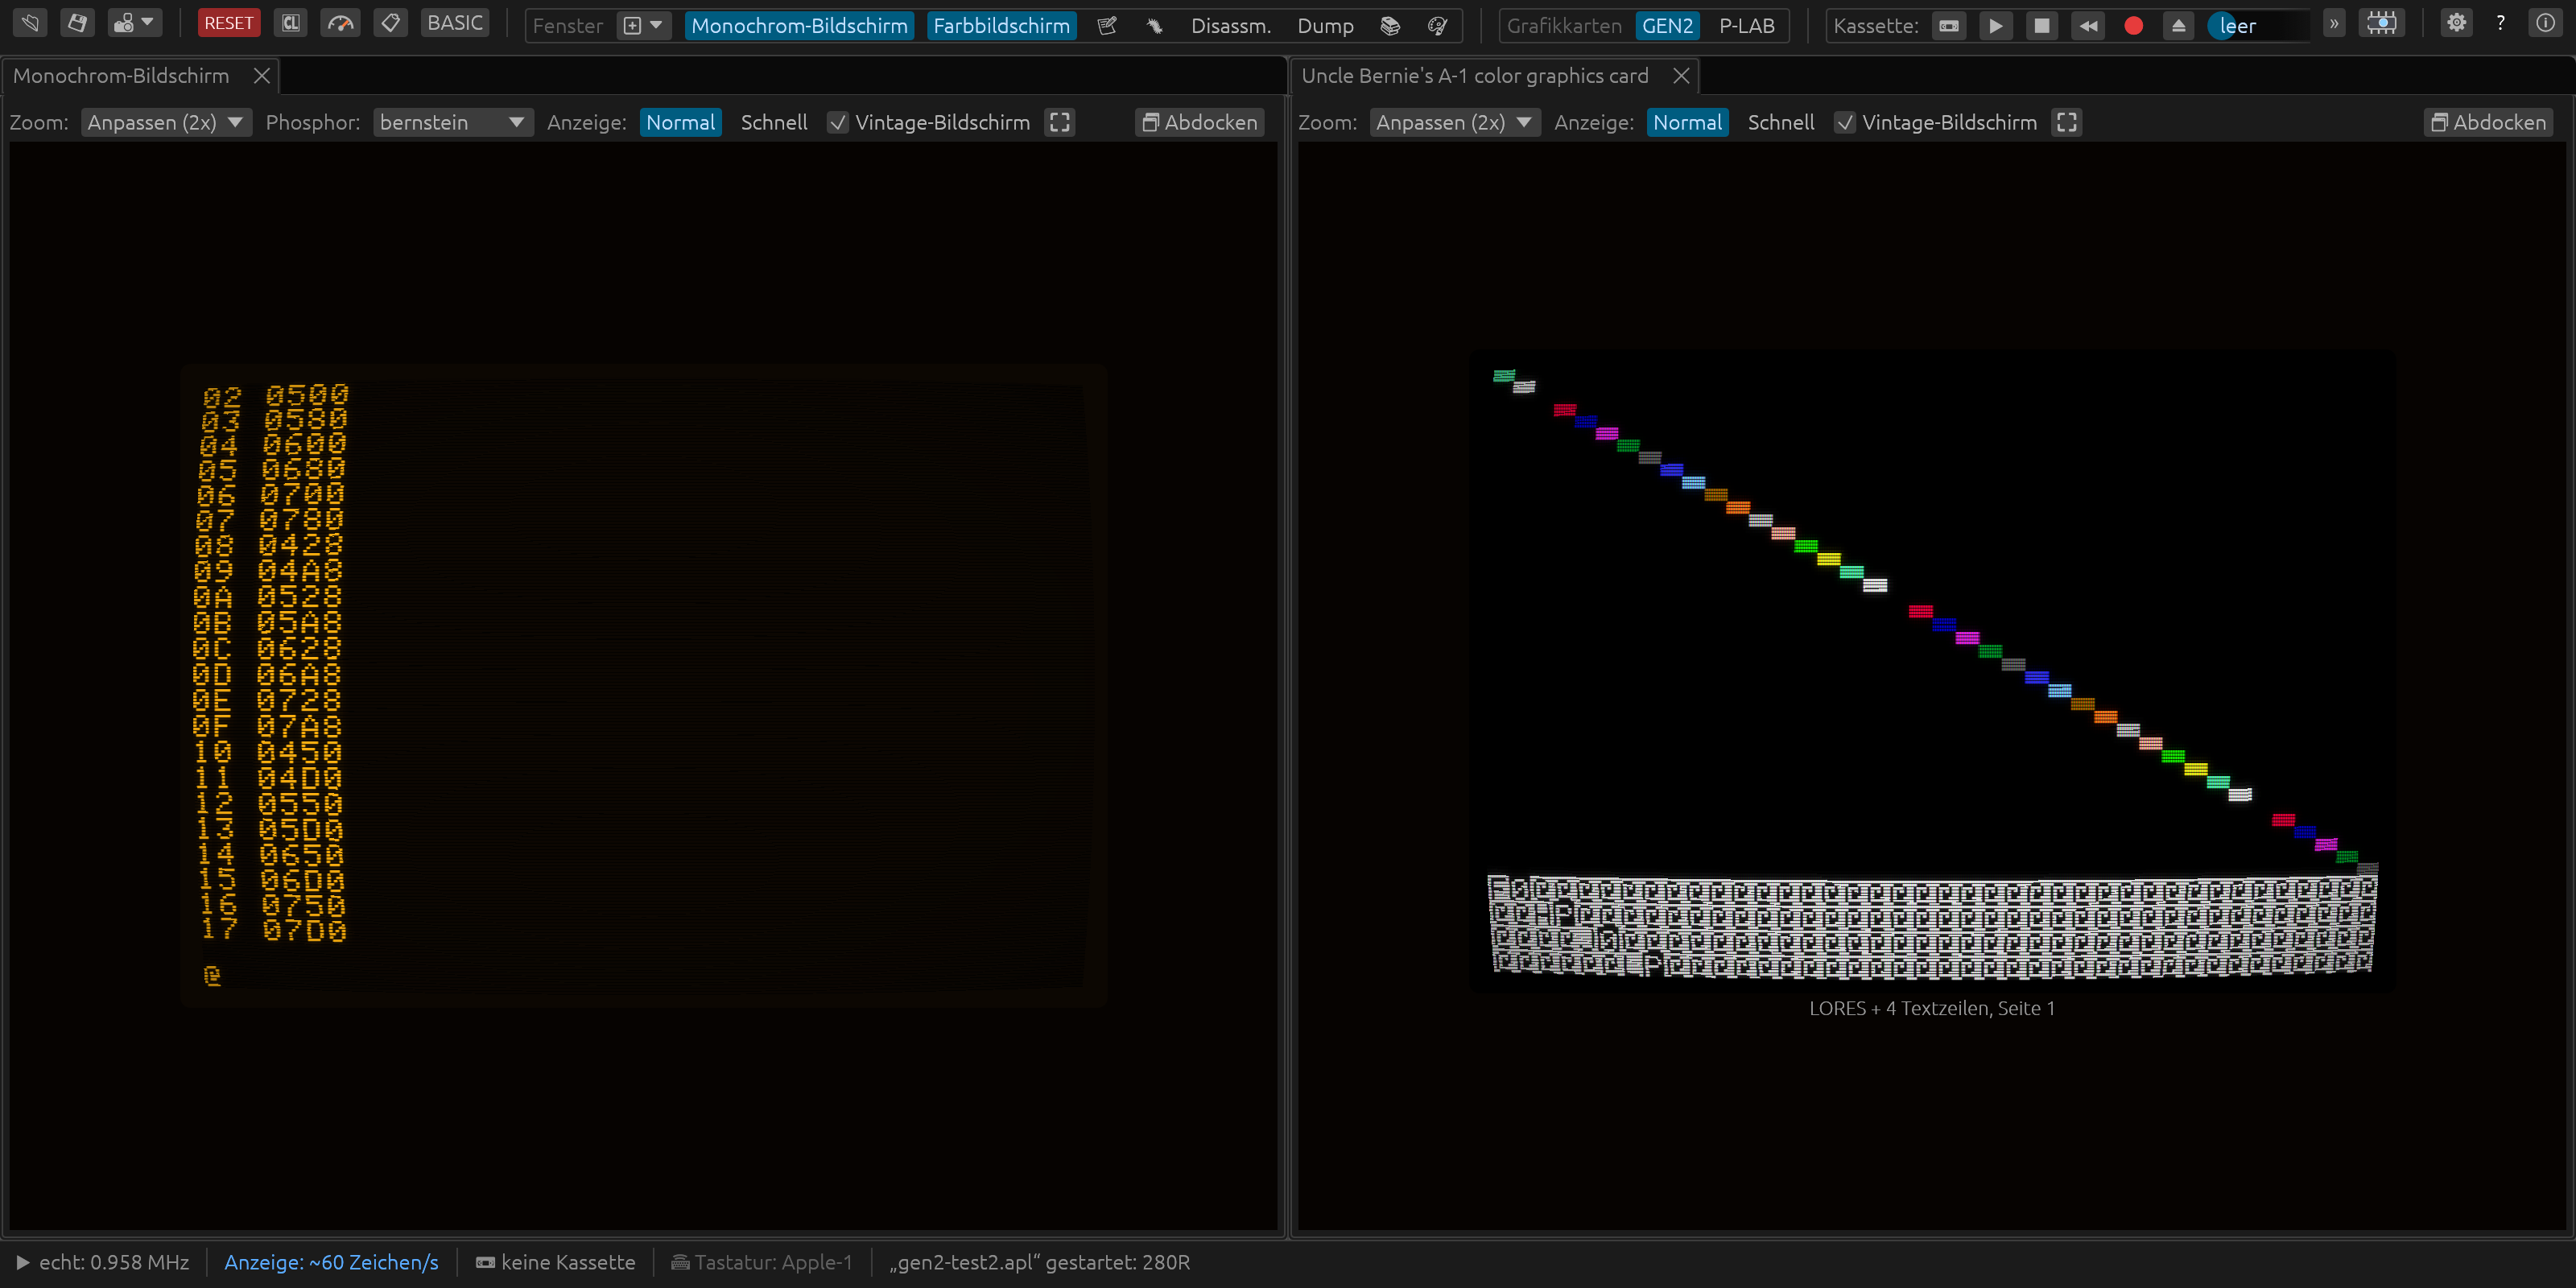 RESET BASIC Fenster Monochrom-Bildschirm Farbbildschirm Disassm. Dump Grafikkarten GEN2 P-LAB Kassette: leer » ?
Monochrom-Bildschirm
Zoom: Anpassen (2x) Phosphor: bernstein Anzeige: Normal Schnell Vintage-Bildschirm Abdocken
02 0500
03 0580
04 0600
05 0680
06 0700
07 0780
08 0428
09 04A8
0A 0528
0B 05A8
0C 0628
0D 06A8
0E 0728
0F 07A8
10 0450
11 04D0
12 0550
13 05D0
14 0650
15 06D0
16 0750
17 07D0
@
Uncle Bernie's A-1 color graphics card
Zoom: Anpassen (2x) Anzeige: Normal Schnell Vintage-Bildschirm Abdocken
LORES + 4 Textzeilen, Seite 1
echt: 0.958 MHz Anzeige: ~60 Zeichen/s keine Kassette Tastatur: Apple-1 „gen2-test2.apl“ gestartet: 280R